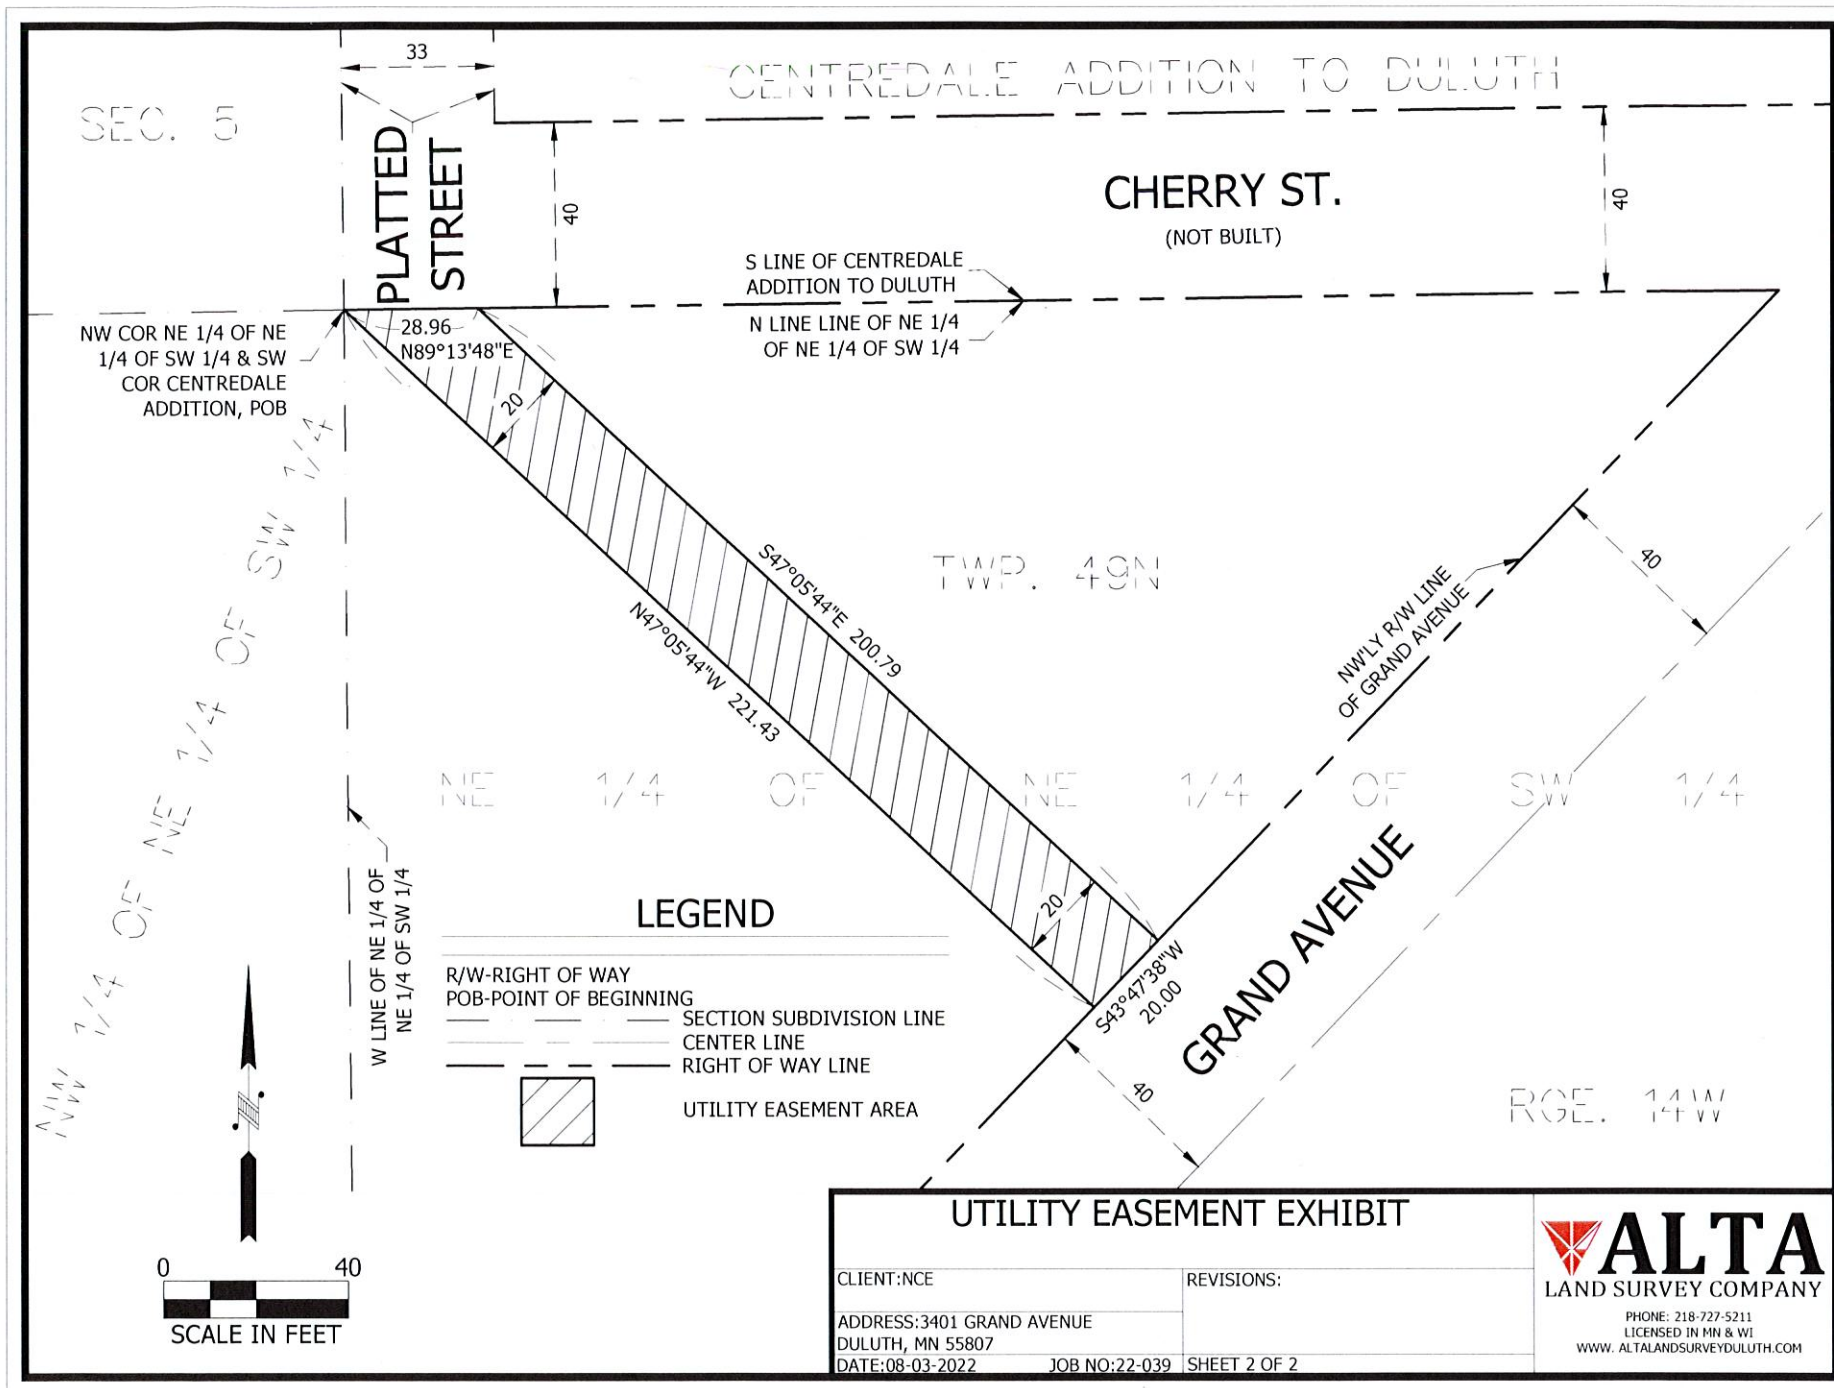 33
CENTREDALE ADDITION TO DULUTH
SEC. 5
PLATTED
STREET
40
CHERRY ST.
(NOT BUILT)
40
S LINE OF CENTREDALE
ADDITION TO DULUTH
N LINE LINE OF NE 1/4
OF NE 1/4 OF SW 1/4
NW COR NE 1/4 OF NE
1/4 OF SW 1/4 & SW
COR CENTREDALE
ADDITION, POB
28.96
N89°13'48"E
20
S47°05'44"E 200.79
N47°05'44"W 221.43
TWP. 49N
40
NW'LY R/W LINE
OF GRAND AVENUE
NW 1/4 OF NE 1/4 OF SW 1/4
NE 1/4 OF NE 1/4 OF SW 1/4
W LINE OF NE 1/4 OF
NE 1/4 OF SW 1/4
20
S43°47'38"W
20.00
GRAND AVENUE
40
RGE. 14W
LEGEND
R/W-RIGHT OF WAY
POB-POINT OF BEGINNING
SECTION SUBDIVISION LINE
CENTER LINE
RIGHT OF WAY LINE
UTILITY EASEMENT AREA
N
0 40
SCALE IN FEET
UTILITY EASEMENT EXHIBIT
CLIENT:NCE
REVISIONS:
ADDRESS:3401 GRAND AVENUE
DULUTH, MN 55807
DATE:08-03-2022 JOB NO:22-039 SHEET 2 OF 2
ALTA
LAND SURVEY COMPANY
PHONE: 218-727-5211
LICENSED IN MN & WI
WWW. ALTALANDSURVEYDULUTH.COM